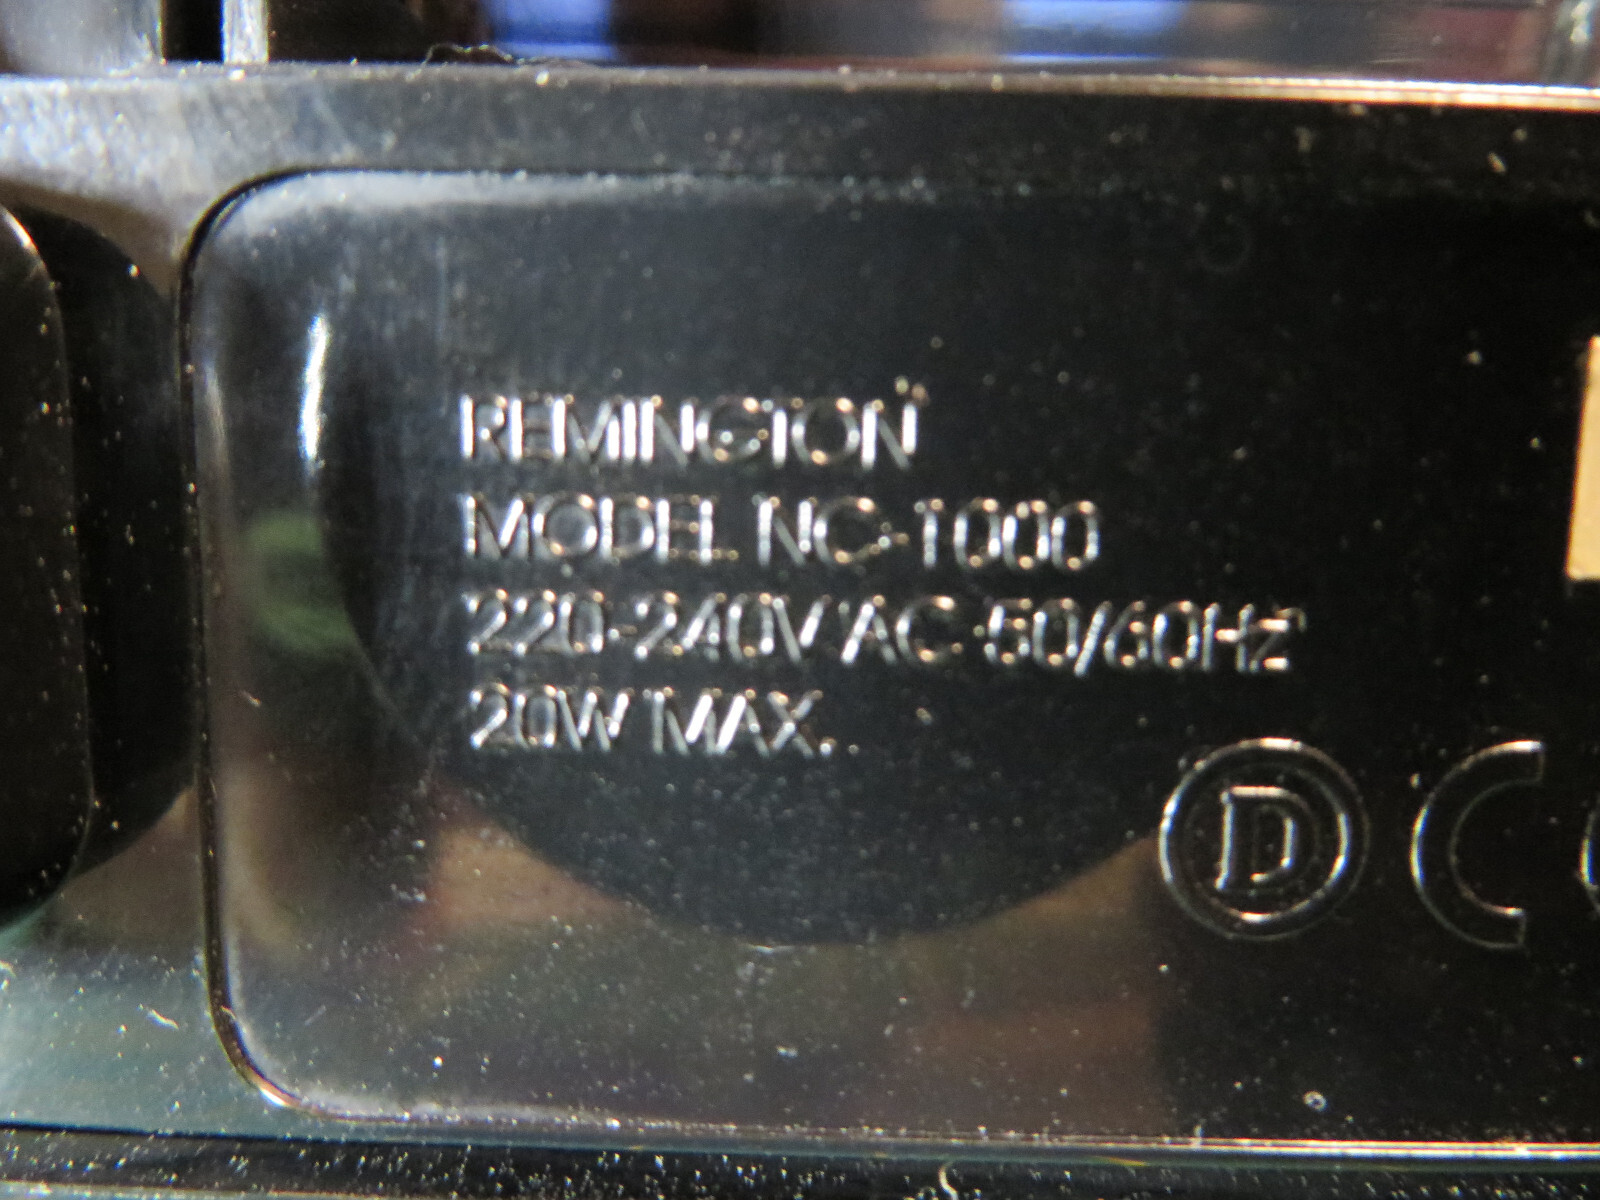 REMINGTON
MODEL NC-1000
220-240V AC 50/60HZ
20W MAX.
D C